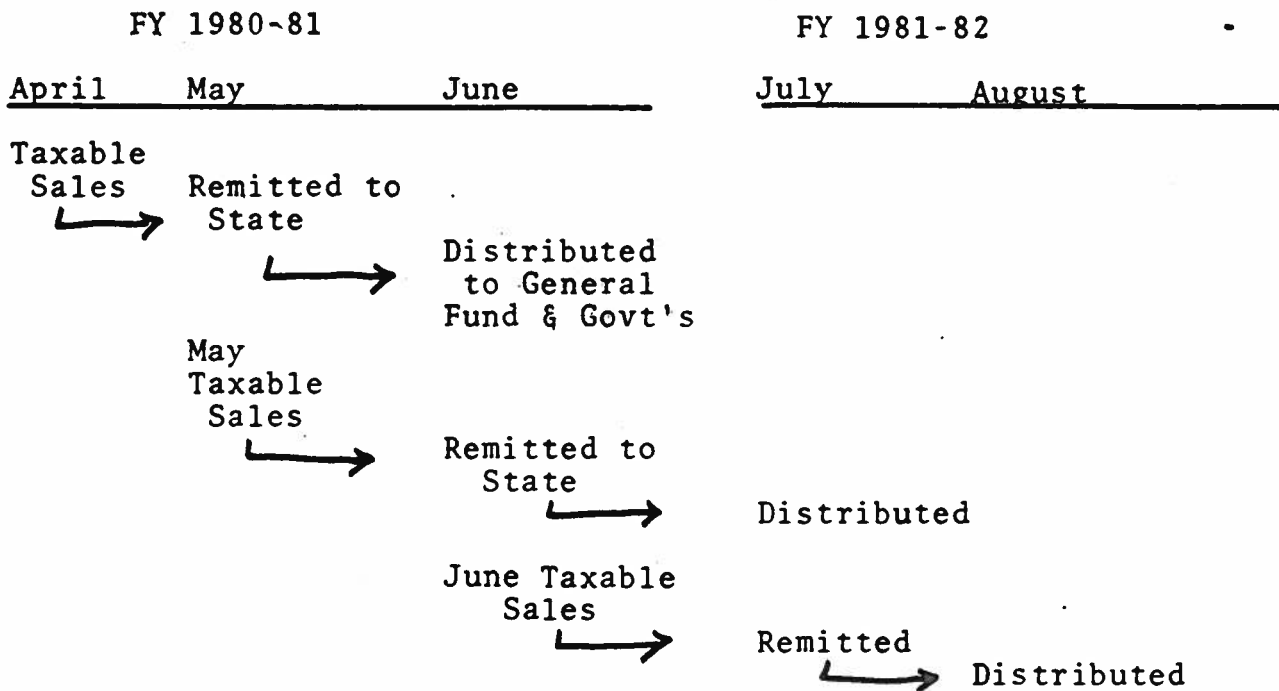 FY 1980-81 FY 1981-82
April May June July August
Taxable
Sales Remitted to
State
Distributed
to General
Fund & Govt's
May
Taxable
Sales
Remitted to
State
Distributed
June Taxable
Sales
Remitted
Distributed